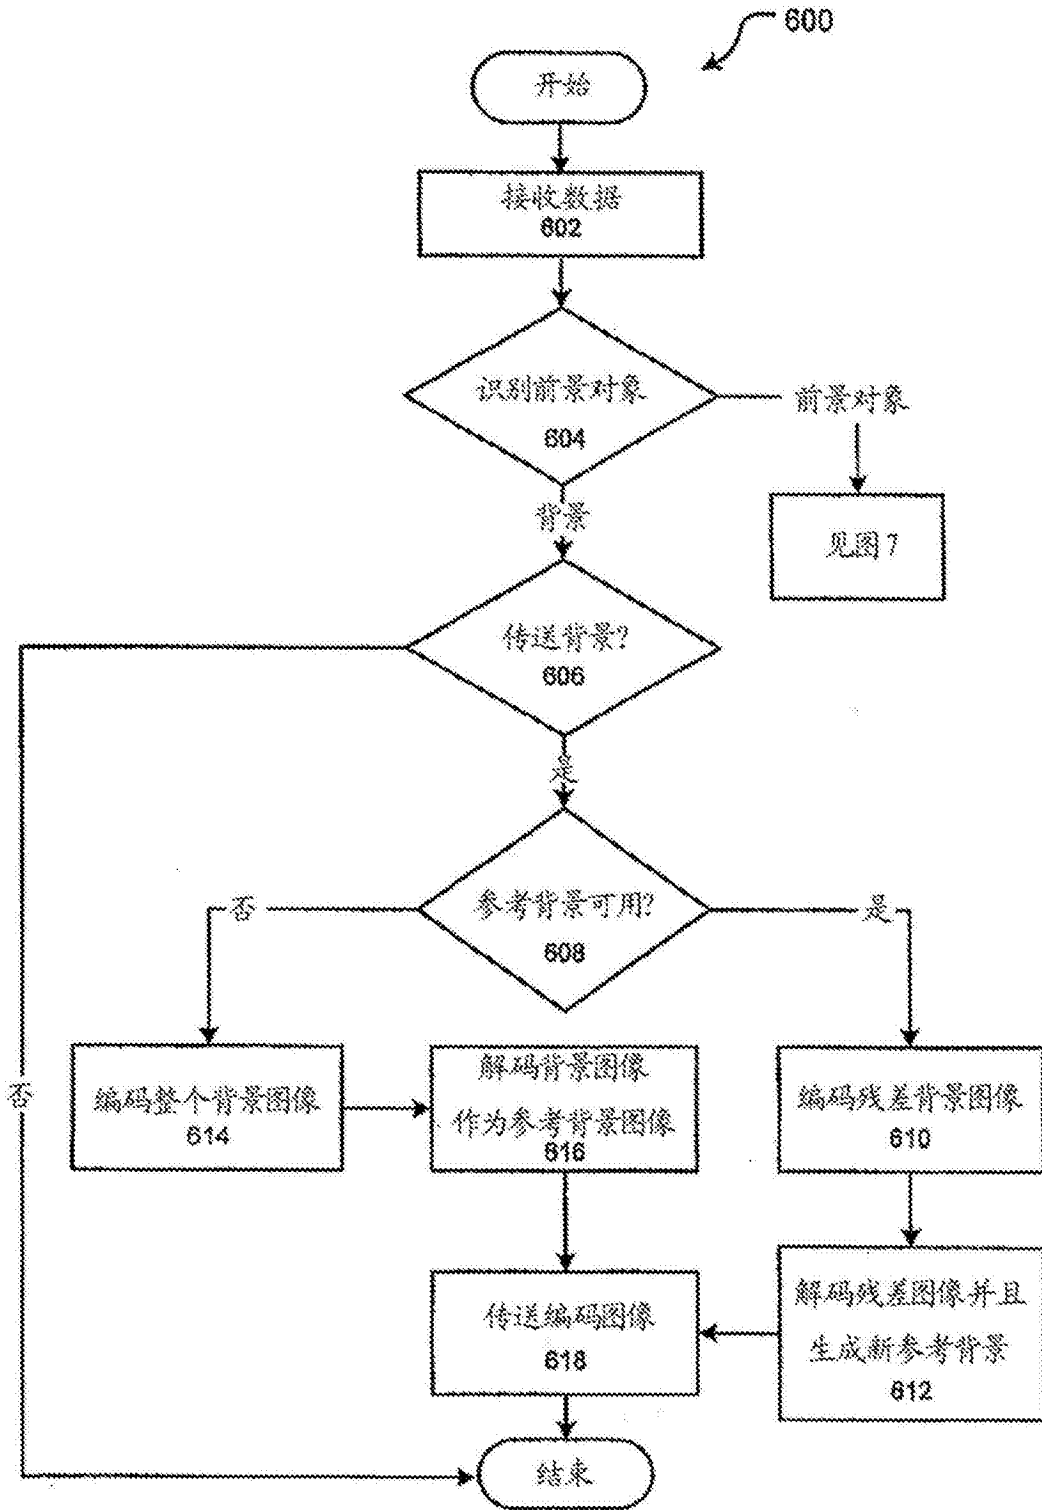 600
开始
接收数据
602
识别前景对象
604
前景对象
见图7
背景
传送背景?
606
是
参考背景可用?
608
否
是
否
编码整个背景图像
614
解码背景图像
作为参考背景图像
616
编码残差背景图像
610
解码残差图像并且
生成新参考背景
612
传送编码图像
618
结束